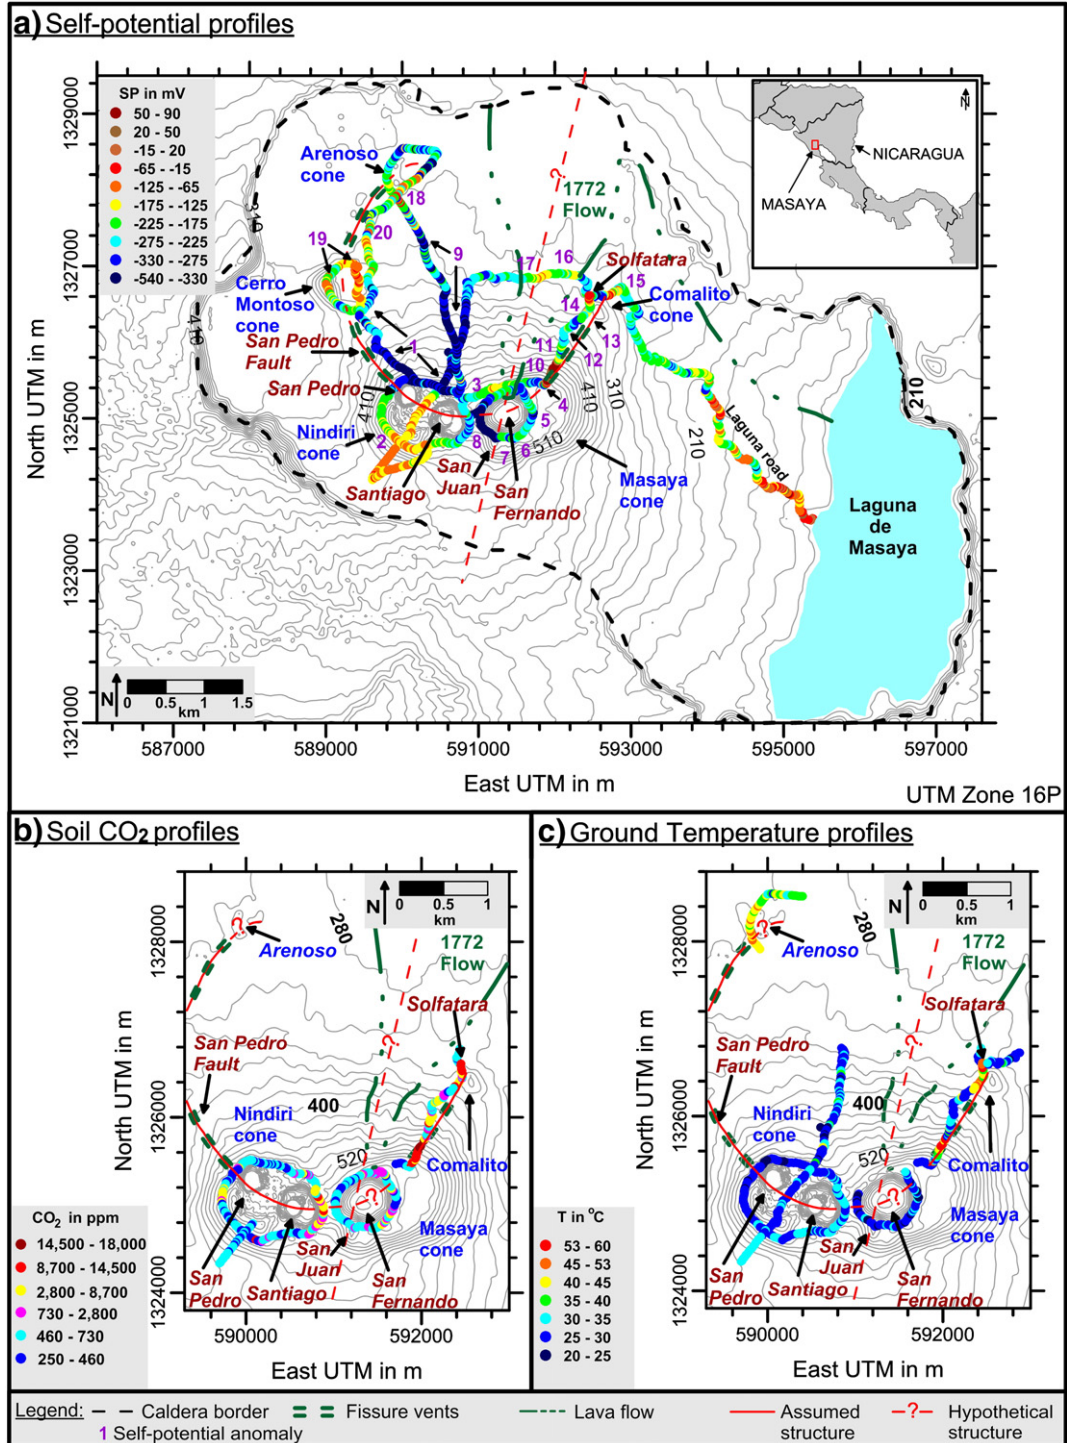 a) Self-potential profiles
SP in mV
50 - 90
20 - 50
-15 - 20
-65 - -15
-125 - -65
-175 - -125
-225 - -175
-275 - -225
-330 - -275
-540 - -330
N
NICARAGUA
MASAYA
Arenoso
cone
18
20
19
9
1772
Flow
?
17
16
Solfatara
15
Comalito
cone
14
13
12
11
10
Cerro
Montoso
cone
San Pedro
Fault
1
San Pedro
3
4
5
6
7
8
2
410
310
410
310
510
210
210
410
Nindiri
cone
Santiago
San
Juan
San
Fernando
Masaya
cone
Laguna road
Laguna
de
Masaya
N
0 0.5 1 1.5
km
North UTM in m
1329000
1327000
1325000
1323000
1321000
587000 589000 591000 593000 595000 597000
East UTM in m
UTM Zone 16P
b) Soil CO₂ profiles
N
0 0.5 1
km
?
Arenoso
280
1772
Flow
Solfatara
San Pedro
Fault
?
Nindiri
cone
400
520
Comalito
?
Masaya
cone
San
Juan
San
Pedro
Santiago
San
Fernando
CO₂ in ppm
14,500 - 18,000
8,700 - 14,500
2,800 - 8,700
730 - 2,800
460 - 730
250 - 460
North UTM in m
1328000
1326000
1324000
590000 592000
East UTM in m
c) Ground Temperature profiles
N
0 0.5 1
km
?
Arenoso
280
1772
Flow
Solfatara
San Pedro
Fault
?
Nindiri
cone
400
520
Comalito
?
Masaya
cone
San
Juan
San
Pedro
Santiago
San
Fernando
T in °C
53 - 60
45 - 53
40 - 45
35 - 40
30 - 35
25 - 30
20 - 25
North UTM in m
1328000
1326000
1324000
590000 592000
East UTM in m
Legend: Caldera border Fissure vents Lava flow Assumed structure -?- Hypothetical structure
1 Self-potential anomaly